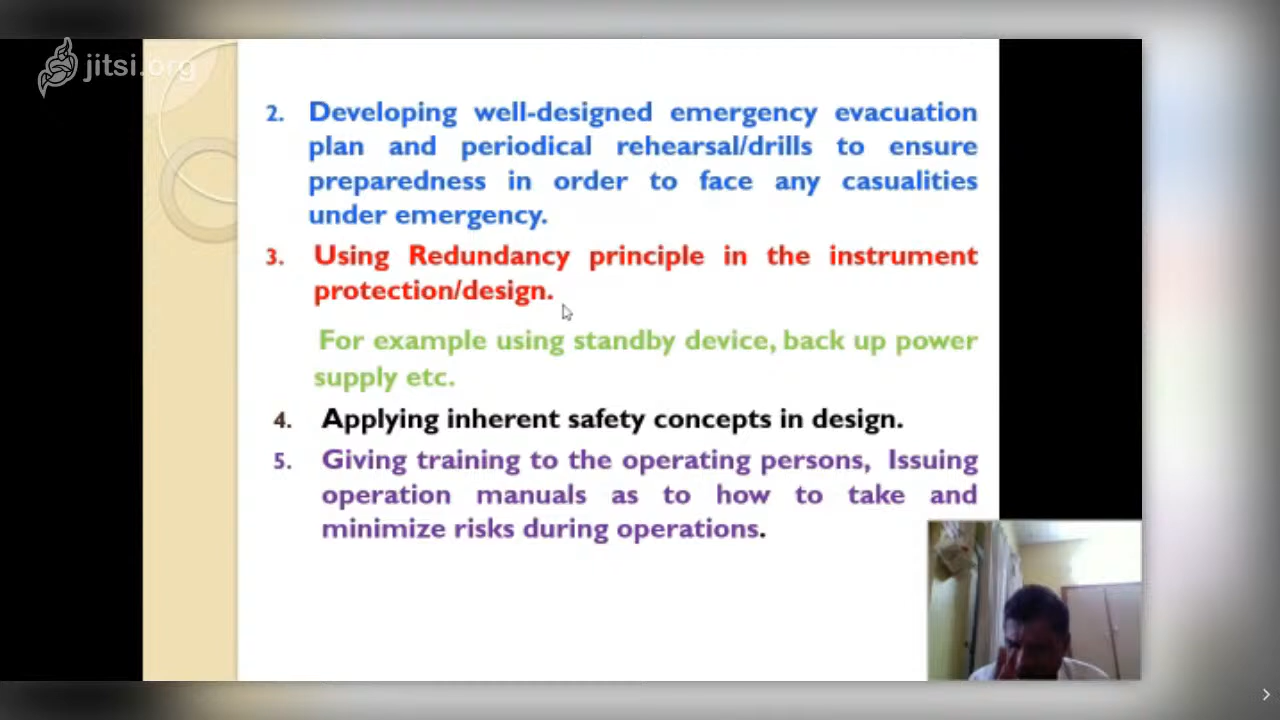 jitsi.org
2. Developing well-designed emergency evacuation
plan and periodical rehearsal/drills to ensure
preparedness in order to face any casualities
under emergency.
3. Using Redundancy principle in the instrument
protection/design.
For example using standby device, back up power
supply etc.
4. Applying inherent safety concepts in design.
5. Giving training to the operating persons, Issuing
operation manuals as to how to take and
minimize risks during operations.